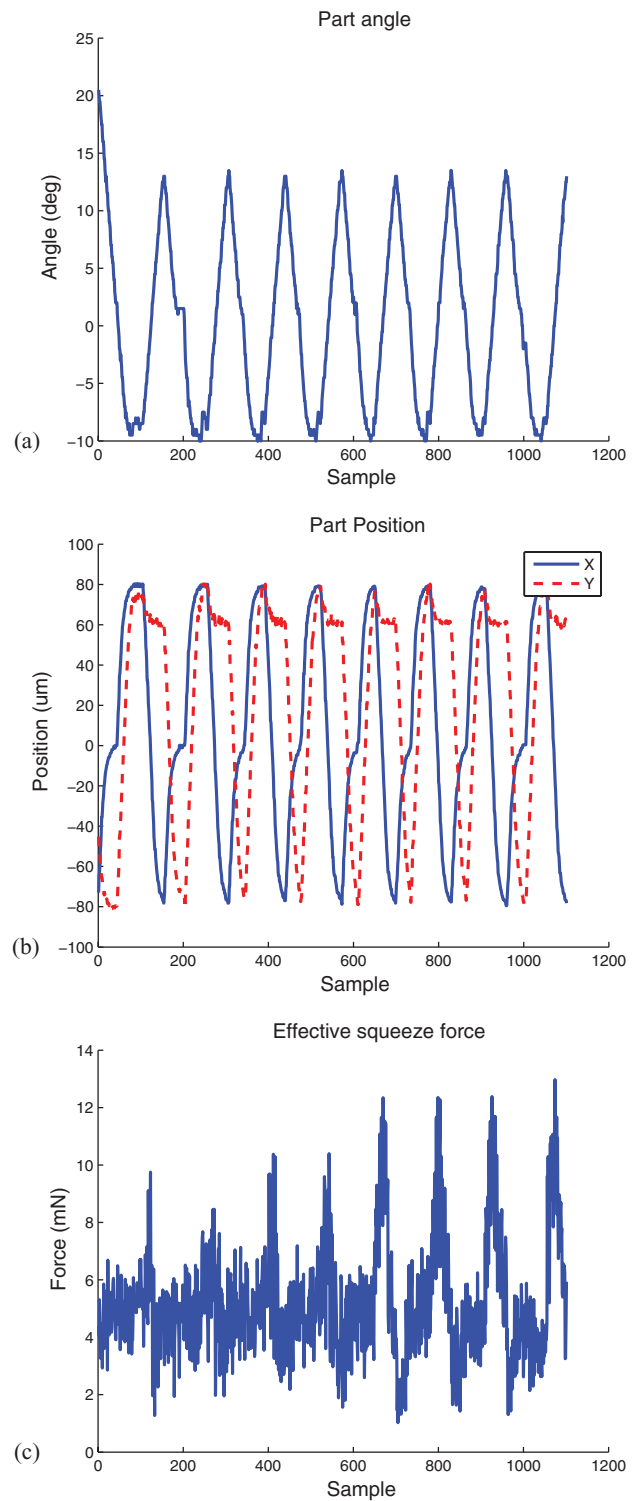 Part angle
25
20
15
10
5
0
−5
−10
Angle (deg)
0 200 400 600 800 1000 1200
Sample
(a)
Part Position
100
80
60
40
20
0
−20
−40
−60
−80
−100
Position (um)
X
Y
0 200 400 600 800 1000 1200
Sample
(b)
Effective squeeze force
14
12
10
8
6
4
2
0
Force (mN)
0 200 400 600 800 1000 1200
Sample
(c)